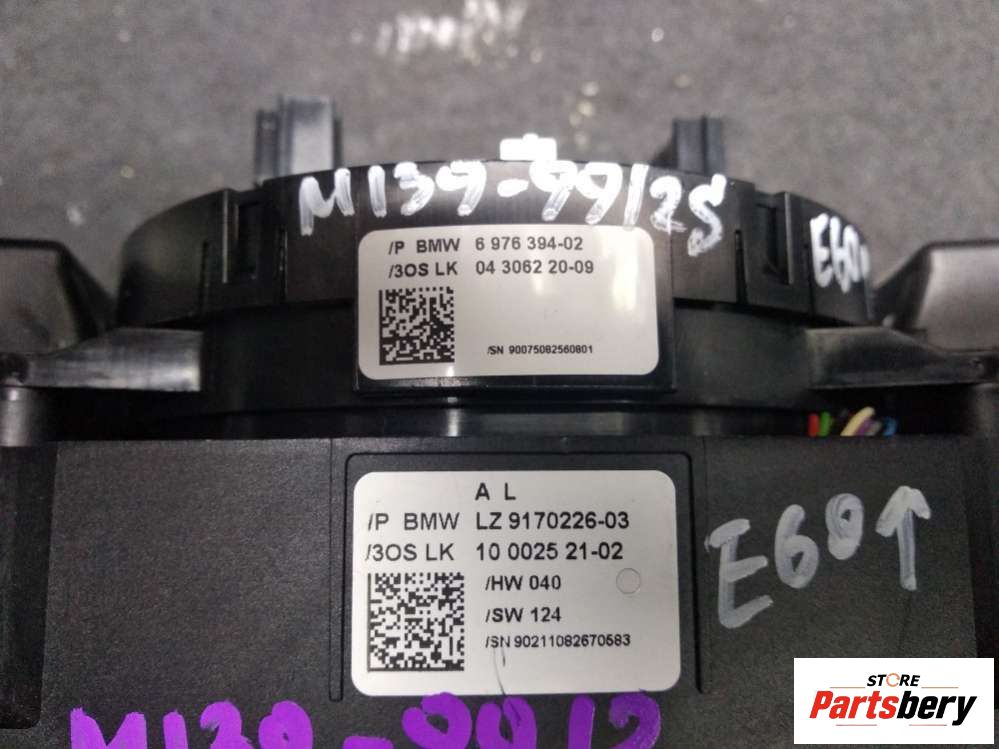 M139-99125
/P BMW 6 976 394-02
/3OS LK 04 3062 20-09
/SN 90075082560801
E60
A L
/P BMW LZ 9170226-03
/3OS LK 10 0025 21-02
/HW 040
/SW 124
/SN 90211082670583
E60↑
STORE
Partsbery